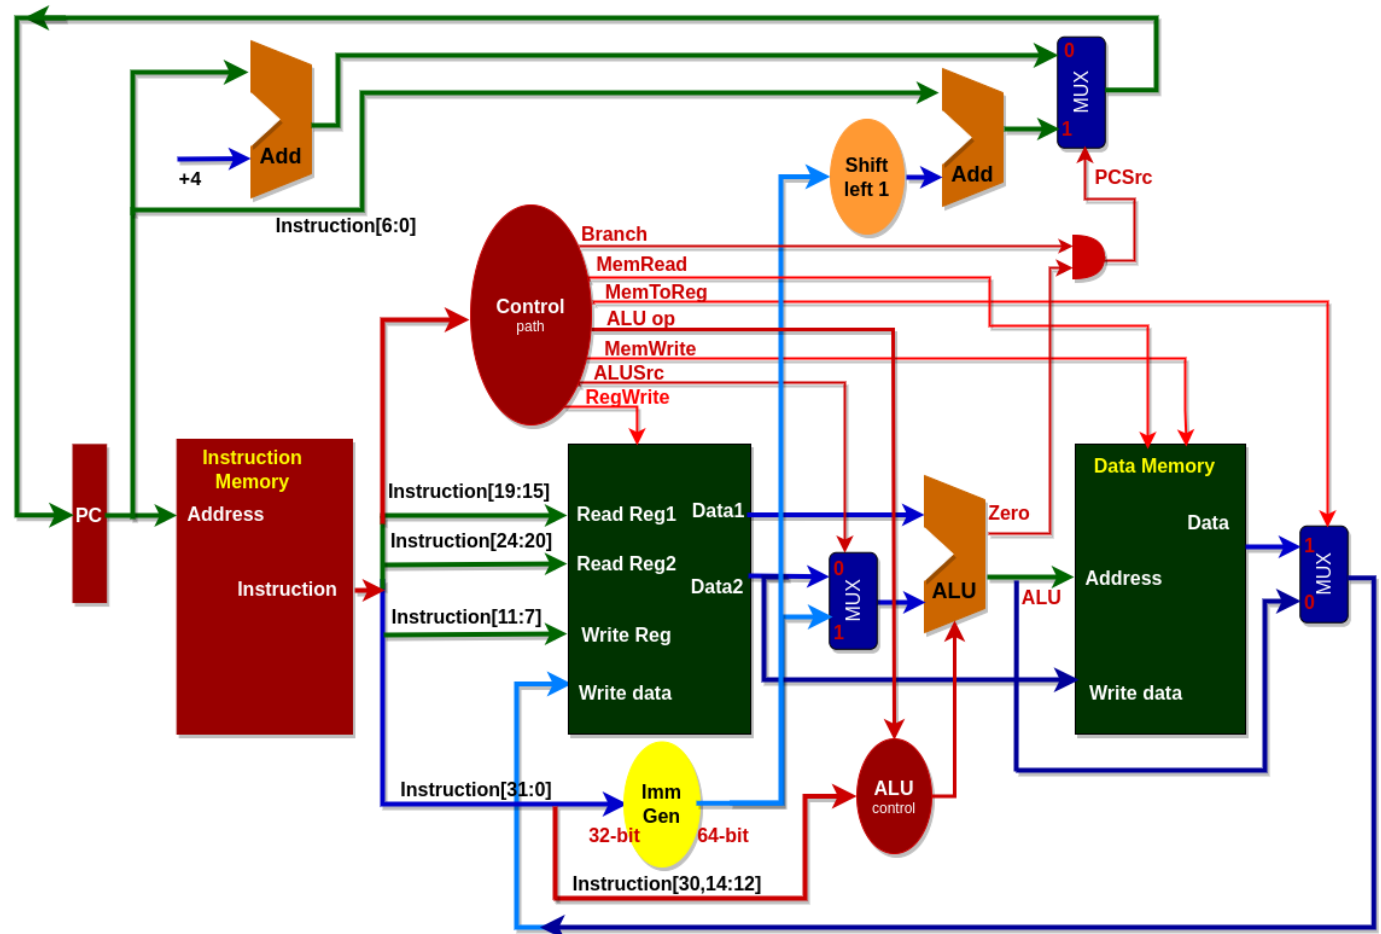 0
MUX
1
Add
+4
Shift
left 1
Add
PCSrc
Instruction[6:0]
Branch
MemRead
MemToReg
ALU op
MemWrite
ALUSrc
RegWrite
Control
path
Instruction
Memory
PC
Address
Instruction
Instruction[19:15]
Instruction[24:20]
Instruction[11:7]
Read Reg1
Data1
Read Reg2
Data2
Write Reg
Write data
0
MUX
1
Zero
ALU
ALU
Data Memory
Data
Address
Write data
1
MUX
0
Instruction[31:0]
Imm
Gen
32-bit
64-bit
ALU
control
Instruction[30,14:12]